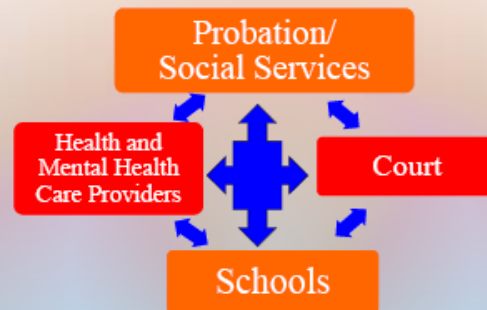 Probation/
Social Services
Health and
Mental Health
Care Providers
Court
Schools